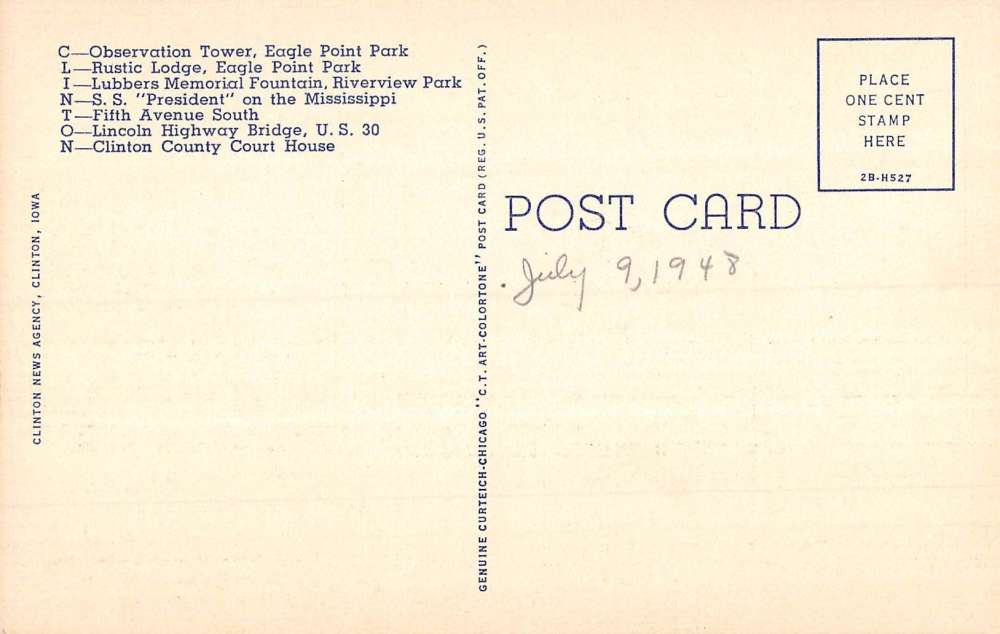 C—Observation Tower, Eagle Point Park
L—Rustic Lodge, Eagle Point Park
I—Lubbers Memorial Fountain, Riverview Park
N—S. S. "President" on the Mississippi
T—Fifth Avenue South
O—Lincoln Highway Bridge, U. S. 30
N—Clinton County Court House
CLINTON NEWS AGENCY, CLINTON, IOWA
GENUINE CURTEICH-CHICAGO "C.T. ART-COLORTONE" POST CARD (REG. U.S. PAT. OFF.)
PLACE
ONE CENT
STAMP
HERE
2B-H527
POST CARD
July 9, 1948